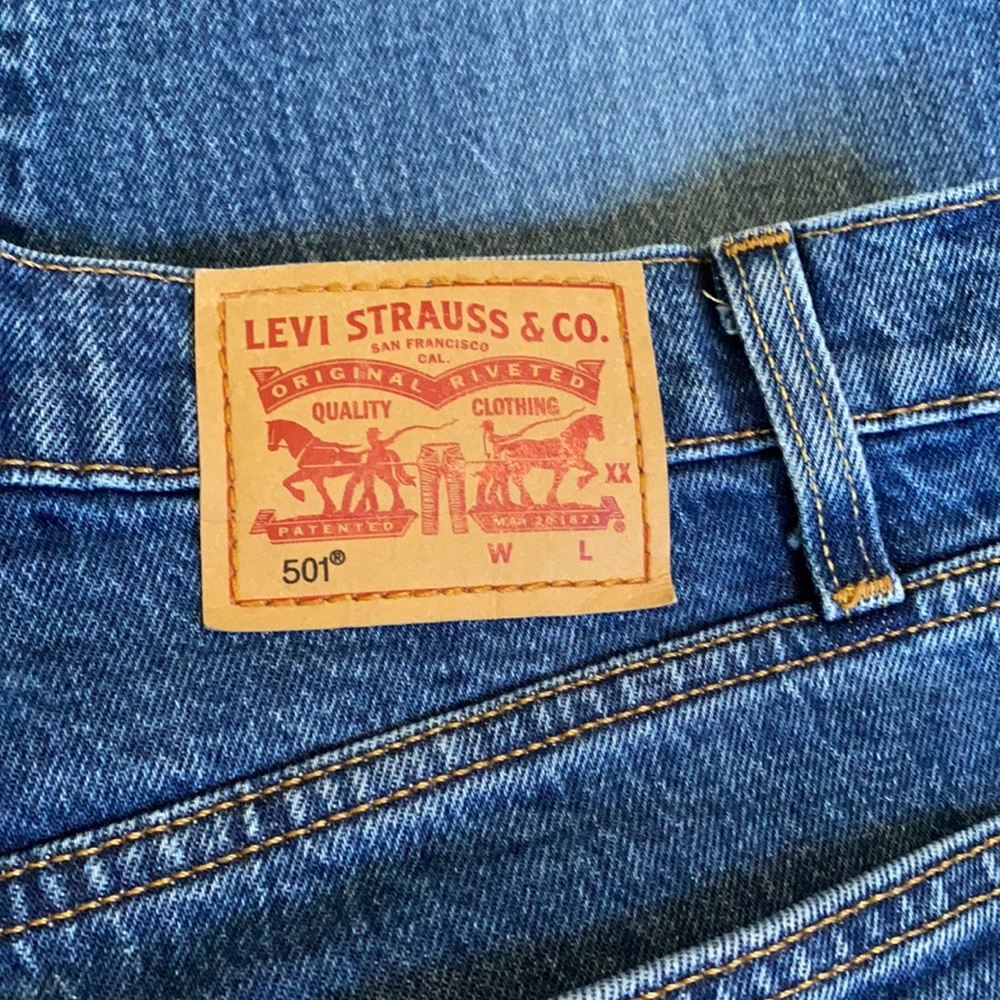 LEVI STRAUSS & CO.
SAN FRANCISCO
CAL.
ORIGINAL RIVETED
QUALITY CLOTHING
XX
PATENTED MAY 20 1873 ®
W L
501®